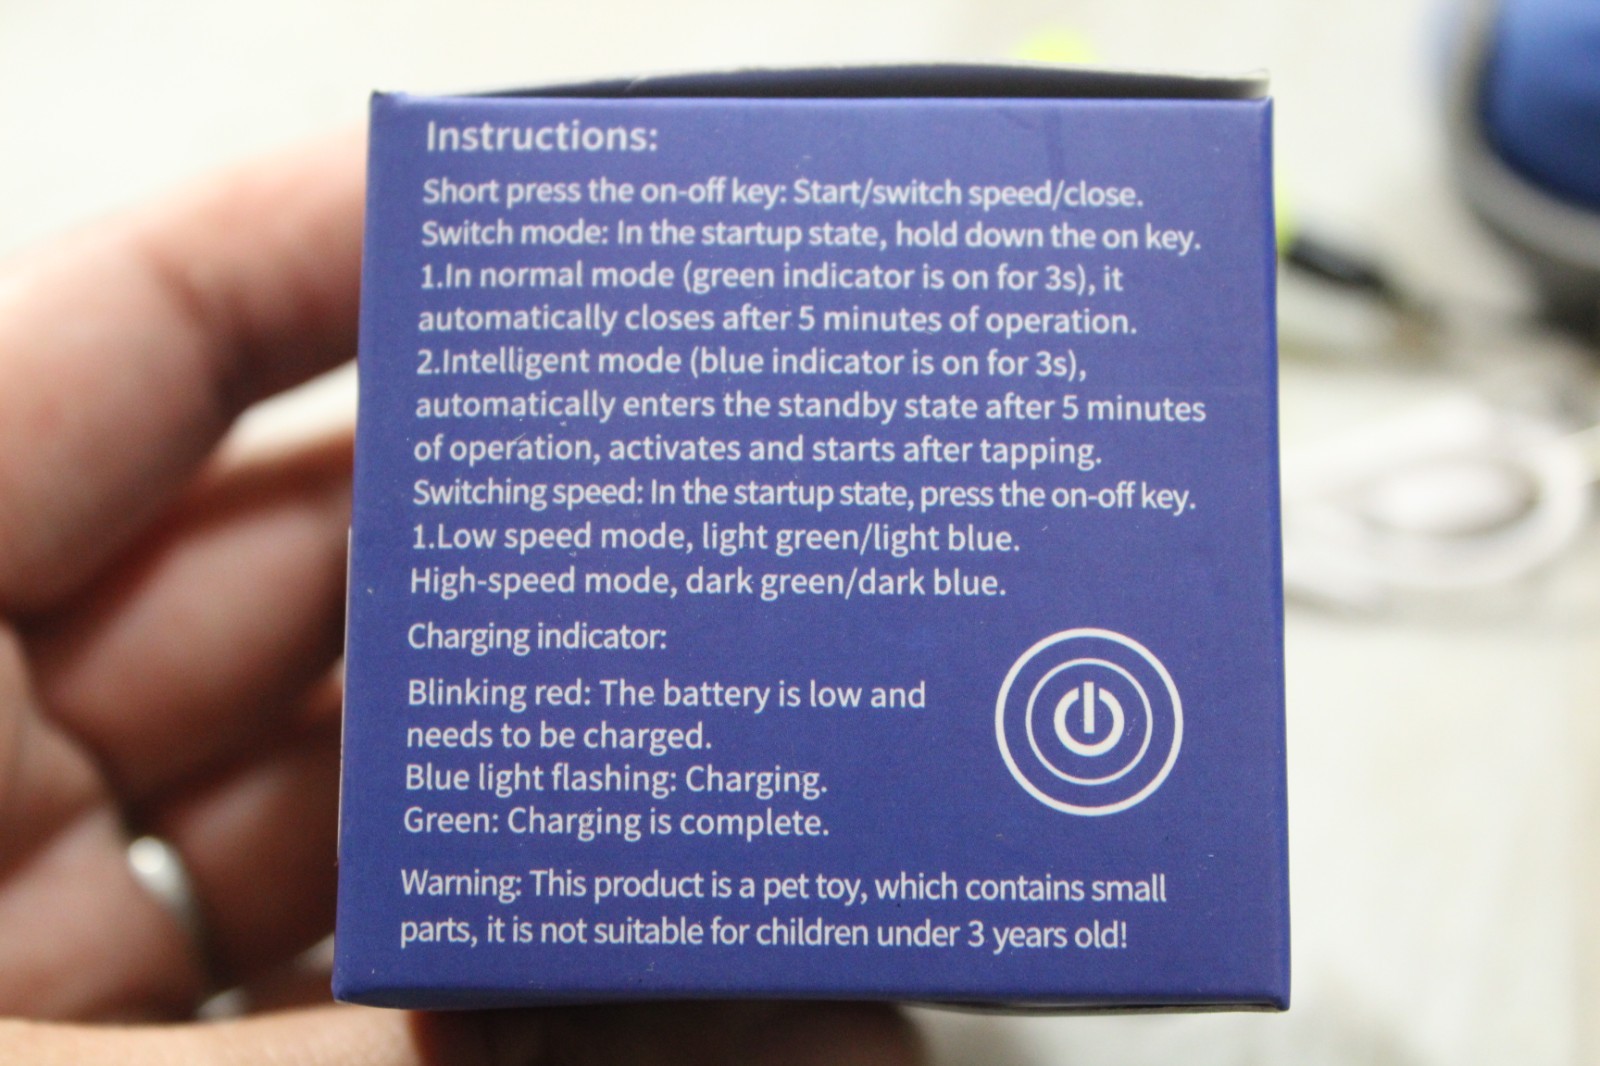 Instructions:
Short press the on-off key: Start/switch speed/close.
Switch mode: In the startup state, hold down the on key.
1.In normal mode (green indicator is on for 3s), it
automatically closes after 5 minutes of operation.
2.Intelligent mode (blue indicator is on for 3s),
automatically enters the standby state after 5 minutes
of operation, activates and starts after tapping.
Switching speed: In the startup state, press the on-off key.
1.Low speed mode, light green/light blue.
High-speed mode, dark green/dark blue.
Charging indicator:
Blinking red: The battery is low and
needs to be charged.
Blue light flashing: Charging.
Green: Charging is complete.
Warning: This product is a pet toy, which contains small
parts, it is not suitable for children under 3 years old!